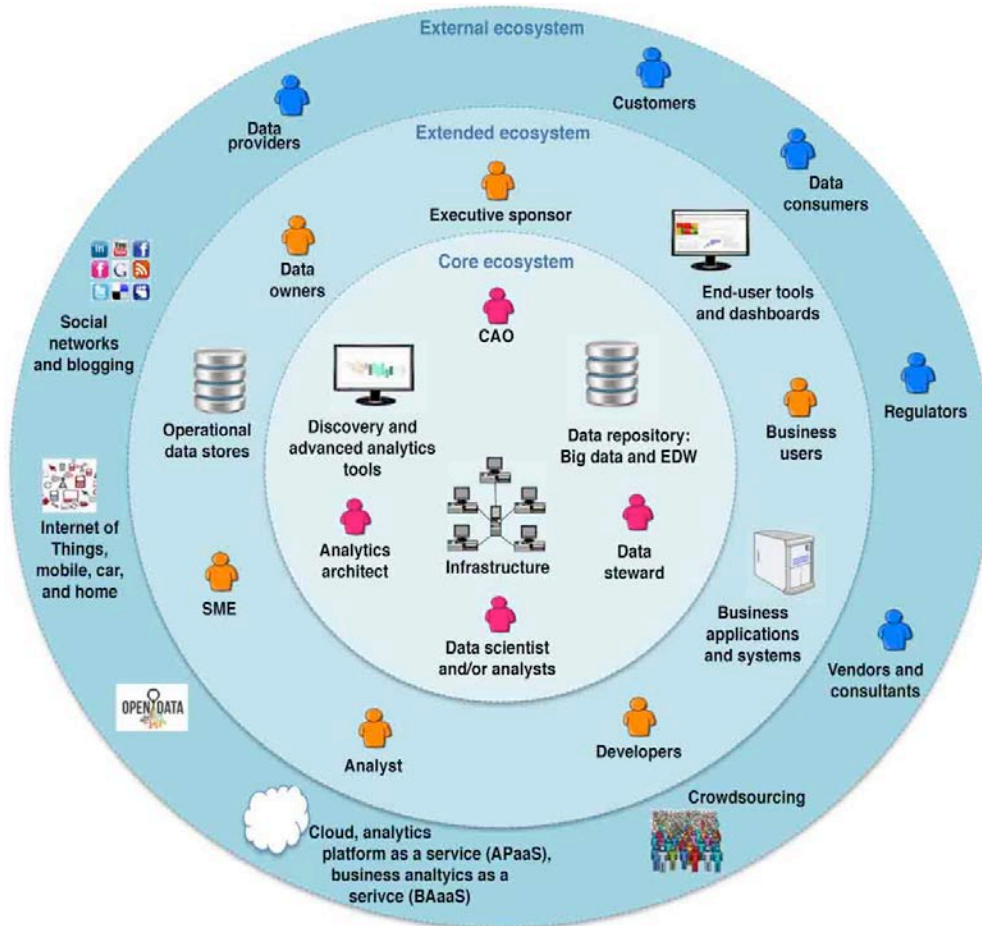 External ecosystem
Customers
Data
providers
Extended ecosystem
Data
consumers
Executive sponsor
Data
owners
Core ecosystem
End-user tools
and dashboards
CAO
Social
networks
and blogging
in
You
Tube
f
f
G
Regulators
Operational
data stores
Discovery and
advanced analytics
tools
Data repository:
Big data and EDW
Business
users
Internet of
Things,
mobile, car,
and home
Analytics
architect
Infrastructure
Data
steward
SME
Business
applications
and systems
Data scientist
and/or analysts
Vendors and
consultants
OPEN DATA
Analyst
Developers
Crowdsourcing
Cloud, analytics
platform as a service (APaaS),
business analtyics as a
serivce (BAaaS)